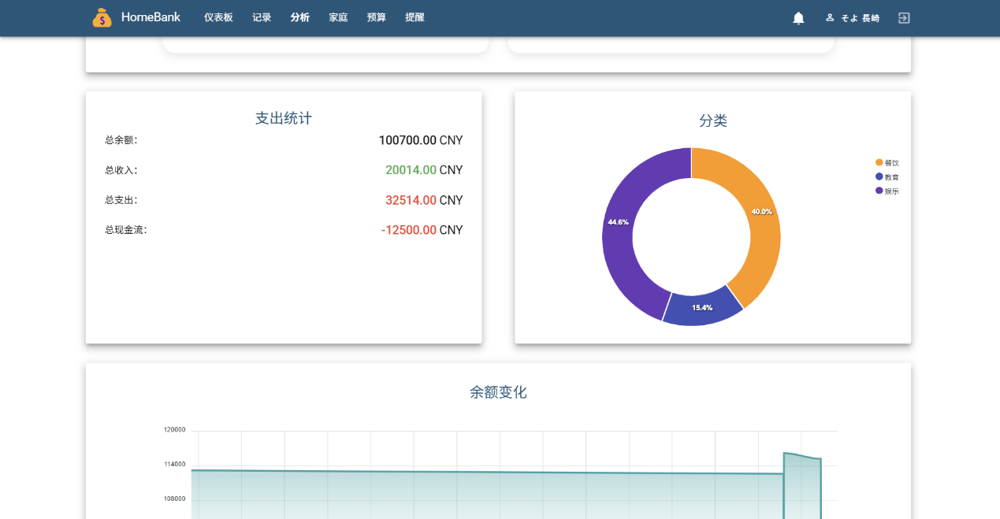 HomeBank 仪表板 记录 分析 家庭 预算 提醒 そよ 長崎
支出统计
总余额: 100700.00 CNY
总收入: 20014.00 CNY
总支出: 32514.00 CNY
总现金流: -12500.00 CNY
分类
餐饮
教育
娱乐
40.0%
44.6%
15.4%
余额变化
120000
114000
108000